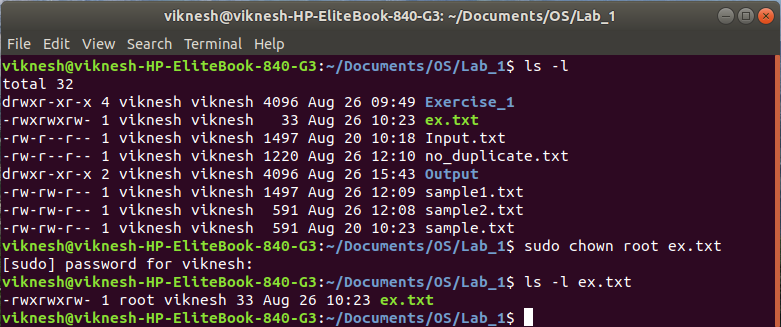 viknesh@viknesh-HP-EliteBook-840-G3: ~/Documents/OS/Lab_1
File Edit View Search Terminal Help
viknesh@viknesh-HP-EliteBook-840-G3:~/Documents/OS/Lab_1$ ls -l
total 32
drwxr-xr-x 4 viknesh viknesh 4096 Aug 26 09:49 Exercise_1
-rwxrwxrw- 1 viknesh viknesh   33 Aug 26 10:23 ex.txt
-rw-r--r-- 1 viknesh viknesh 1497 Aug 20 10:18 Input.txt
-rw-r--r-- 1 viknesh viknesh 1220 Aug 26 12:10 no_duplicate.txt
drwxr-xr-x 2 viknesh viknesh 4096 Aug 26 15:43 Output
-rw-rw-r-- 1 viknesh viknesh 1497 Aug 26 12:09 sample1.txt
-rw-rw-r-- 1 viknesh viknesh  591 Aug 26 12:08 sample2.txt
-rw-rw-r-- 1 viknesh viknesh  591 Aug 20 10:23 sample.txt
viknesh@viknesh-HP-EliteBook-840-G3:~/Documents/OS/Lab_1$ sudo chown root ex.txt
[sudo] password for viknesh:
viknesh@viknesh-HP-EliteBook-840-G3:~/Documents/OS/Lab_1$ ls -l ex.txt
-rwxrwxrw- 1 root viknesh 33 Aug 26 10:23 ex.txt
viknesh@viknesh-HP-EliteBook-840-G3:~/Documents/OS/Lab_1$